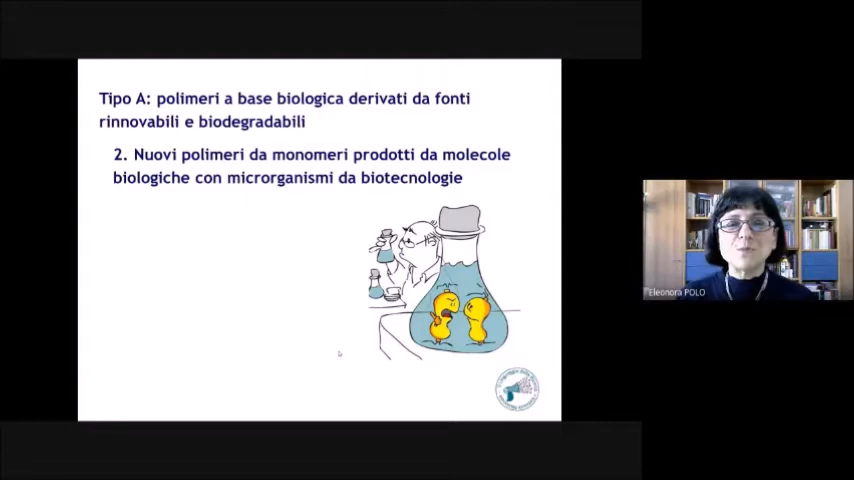 Tipo A: polimeri a base biologica derivati da fonti
rinnovabili e biodegradabili
2. Nuovi polimeri da monomeri prodotti da molecole
biologiche con microrganismi da biotecnologie
Eleonora POLO